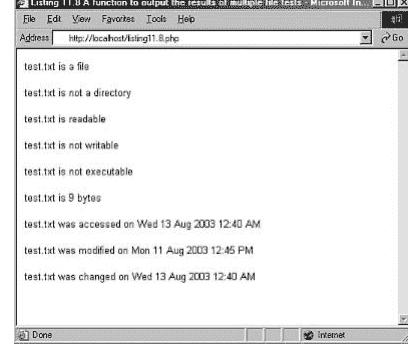 Listing 11.8 A function to output the results of multiple file tests - Microsoft In...
File Edit View Favorites Tools Help
Address http://localhost/listing11.8.php Go
test.txt is a file
test.txt is not a directory
test.txt is readable
test.txt is not writable
test.txt is not executable
test.txt is 9 bytes
test.txt was accessed on Wed 13 Aug 2003 12:40 AM
test.txt was modified on Mon 11 Aug 2003 12:45 PM
test.txt was changed on Wed 13 Aug 2003 12:40 AM
Done Internet